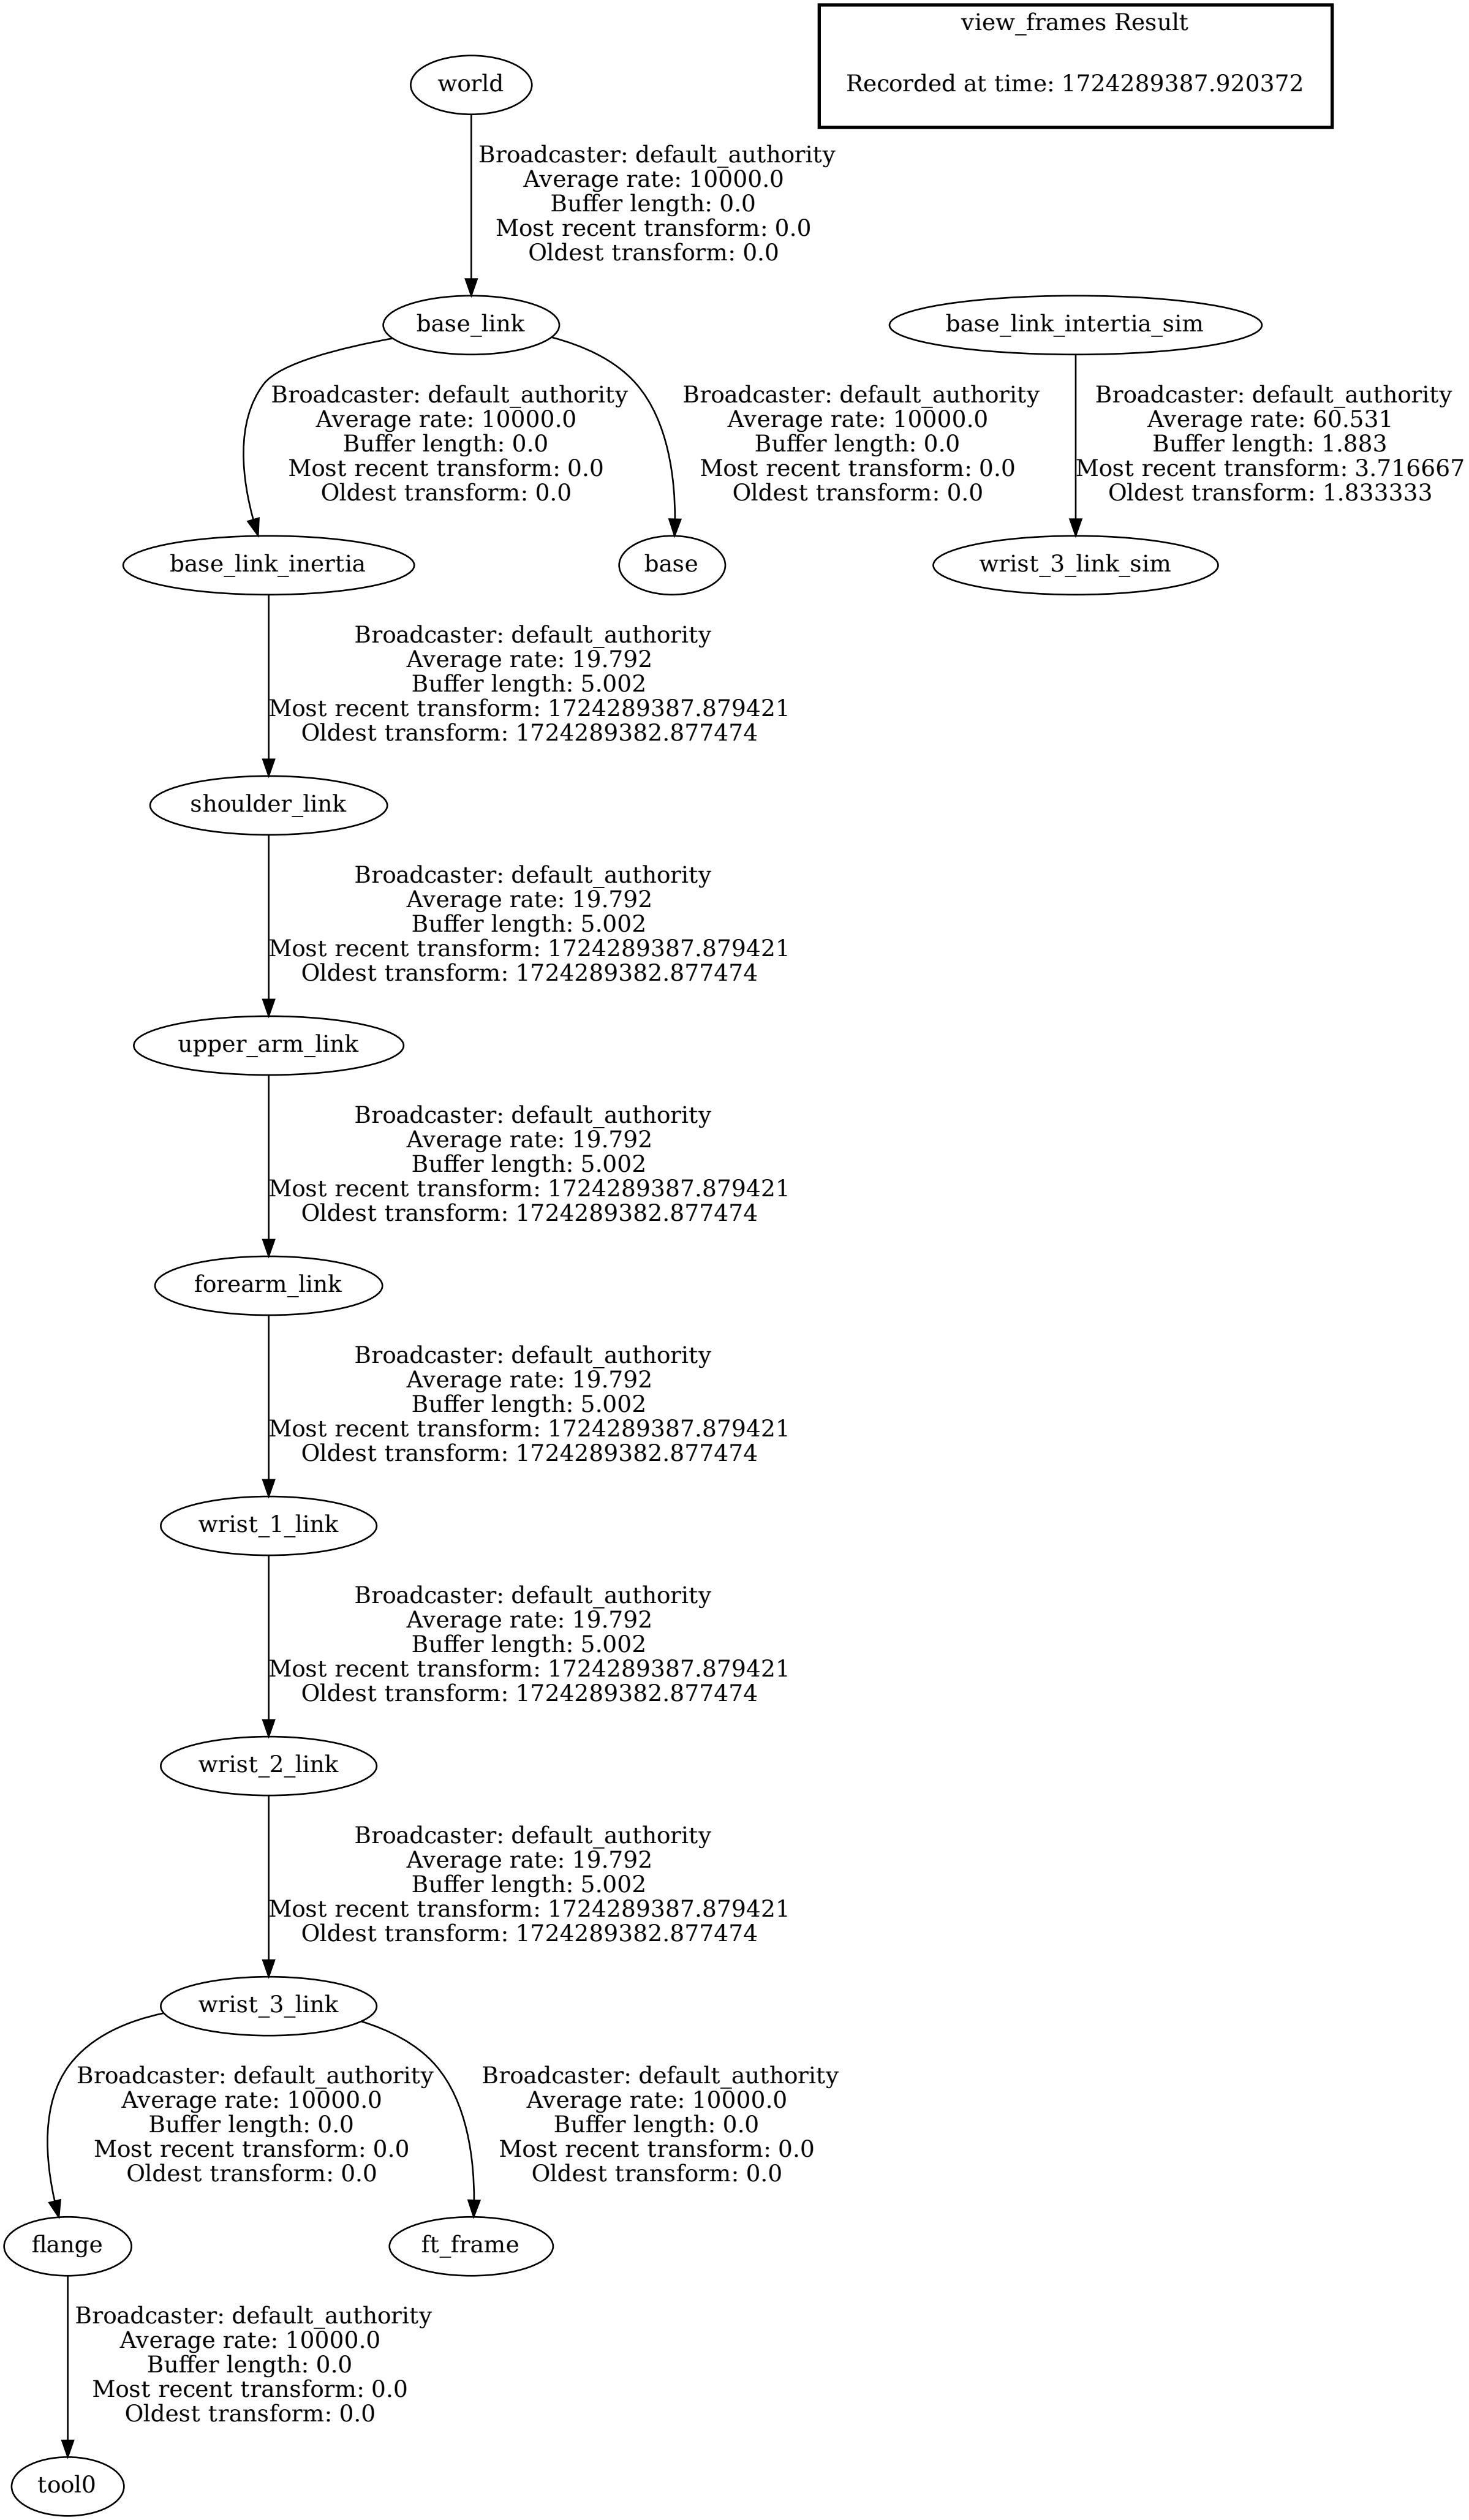 view_frames Result
Recorded at time: 1724289387.920372
world
Broadcaster: default_authority
Average rate: 10000.0
Buffer length: 0.0
Most recent transform: 0.0
Oldest transform: 0.0
base_link
base_link_intertia_sim
Broadcaster: default_authority
Average rate: 10000.0
Buffer length: 0.0
Most recent transform: 0.0
Oldest transform: 0.0
Broadcaster: default_authority
Average rate: 10000.0
Buffer length: 0.0
Most recent transform: 0.0
Oldest transform: 0.0
Broadcaster: default_authority
Average rate: 60.531
Buffer length: 1.883
Most recent transform: 3.716667
Oldest transform: 1.833333
base_link_inertia
base
wrist_3_link_sim
Broadcaster: default_authority
Average rate: 19.792
Buffer length: 5.002
Most recent transform: 1724289387.879421
Oldest transform: 1724289382.877474
shoulder_link
Broadcaster: default_authority
Average rate: 19.792
Buffer length: 5.002
Most recent transform: 1724289387.879421
Oldest transform: 1724289382.877474
upper_arm_link
Broadcaster: default_authority
Average rate: 19.792
Buffer length: 5.002
Most recent transform: 1724289387.879421
Oldest transform: 1724289382.877474
forearm_link
Broadcaster: default_authority
Average rate: 19.792
Buffer length: 5.002
Most recent transform: 1724289387.879421
Oldest transform: 1724289382.877474
wrist_1_link
Broadcaster: default_authority
Average rate: 19.792
Buffer length: 5.002
Most recent transform: 1724289387.879421
Oldest transform: 1724289382.877474
wrist_2_link
Broadcaster: default_authority
Average rate: 19.792
Buffer length: 5.002
Most recent transform: 1724289387.879421
Oldest transform: 1724289382.877474
wrist_3_link
Broadcaster: default_authority
Average rate: 10000.0
Buffer length: 0.0
Most recent transform: 0.0
Oldest transform: 0.0
Broadcaster: default_authority
Average rate: 10000.0
Buffer length: 0.0
Most recent transform: 0.0
Oldest transform: 0.0
flange
ft_frame
Broadcaster: default_authority
Average rate: 10000.0
Buffer length: 0.0
Most recent transform: 0.0
Oldest transform: 0.0
tool0